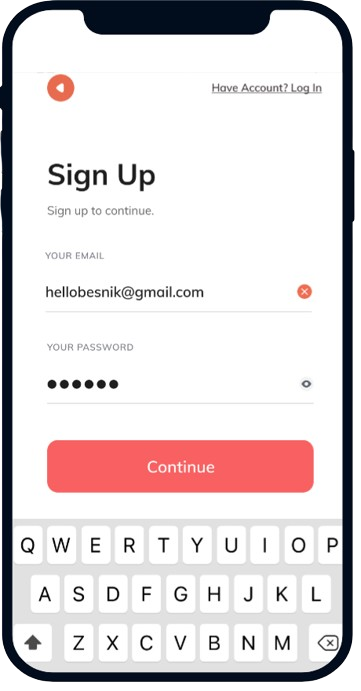 Have Account? Log In
Sign Up
Sign up to continue.
YOUR EMAIL
hellobesnik@gmail.com
YOUR PASSWORD
●●●●●●
Continue
Q W E R T Y U I O P
A S D F G H J K L
Z X C V B N M